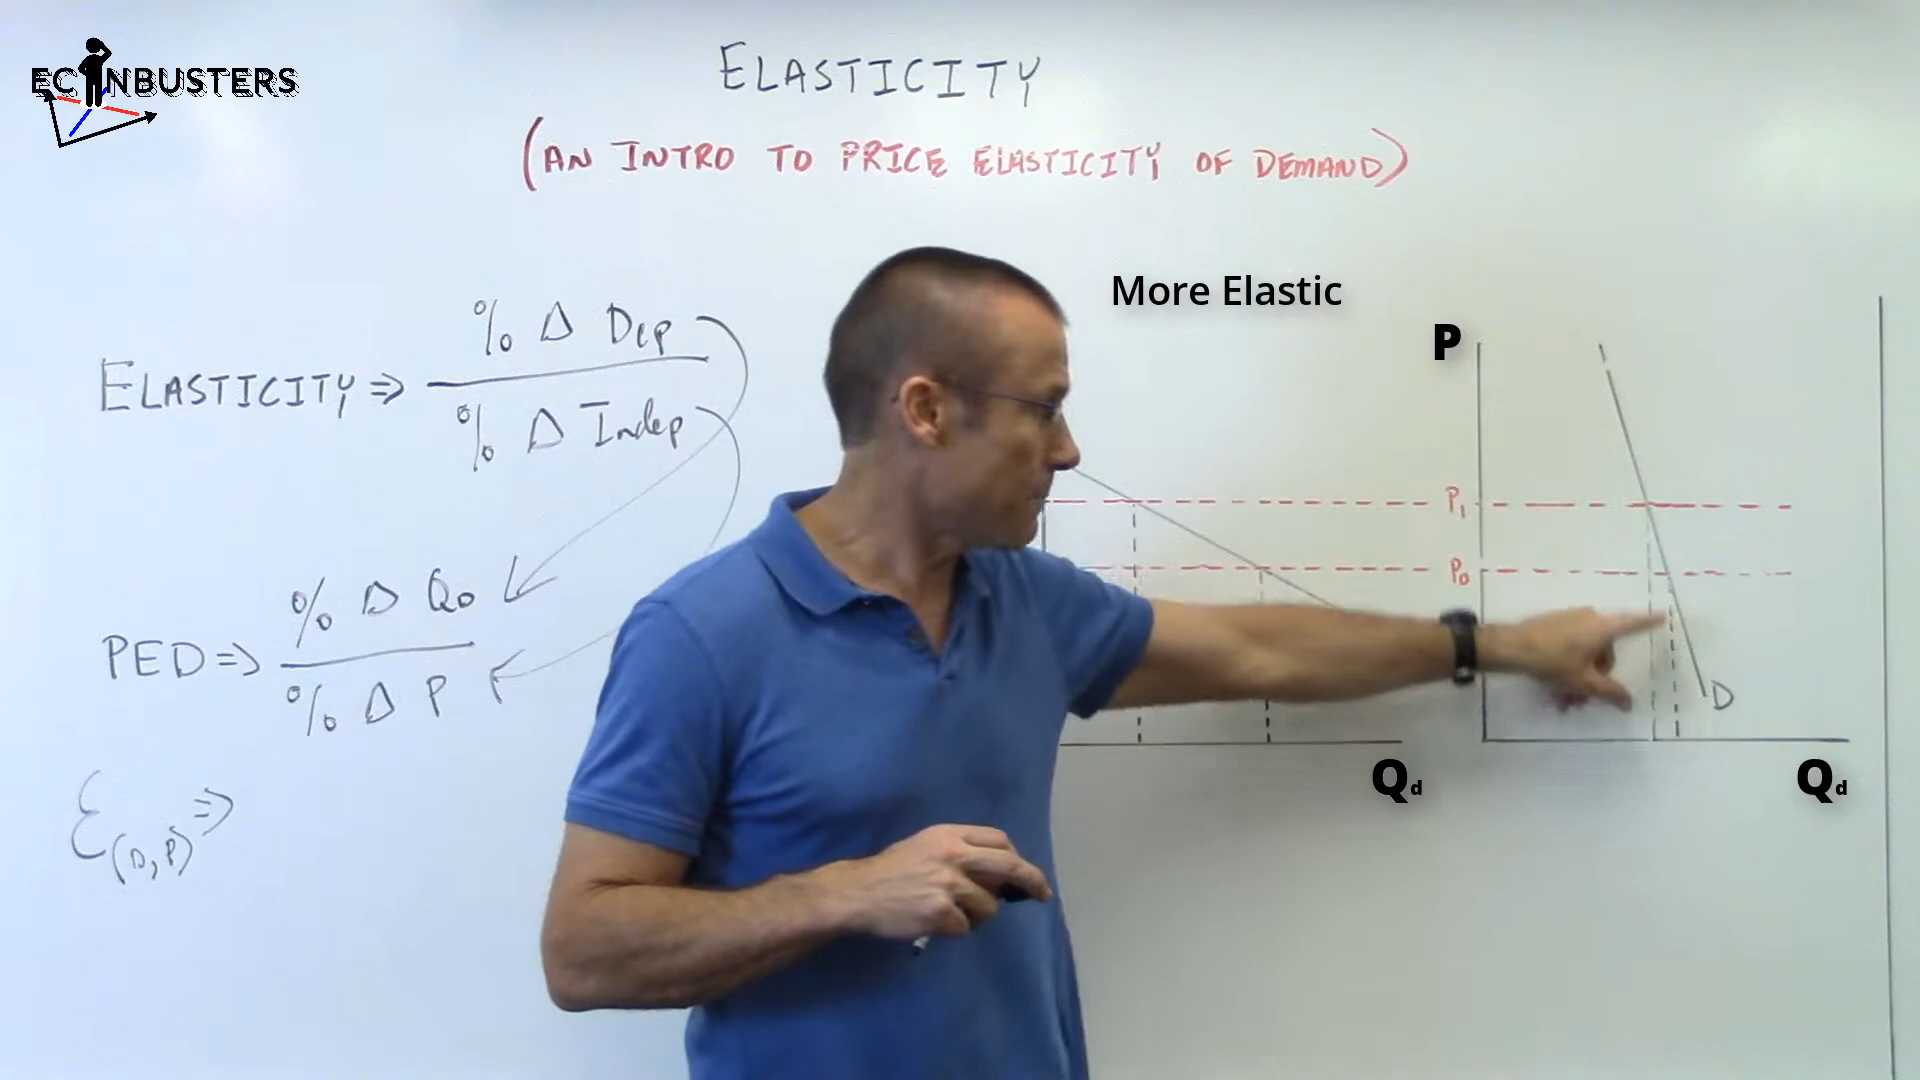 ECONBUSTERS
ELASTICITY
(AN INTRO TO PRICE ELASTICITY OF DEMAND)
More Elastic
ELASTICITY ⇒ % Δ Dep
% Δ Indep
PED ⇒ % Δ QD
% Δ P
Ɛ(D,P) ⇒
P
P1
P0
D
Qd
Qd